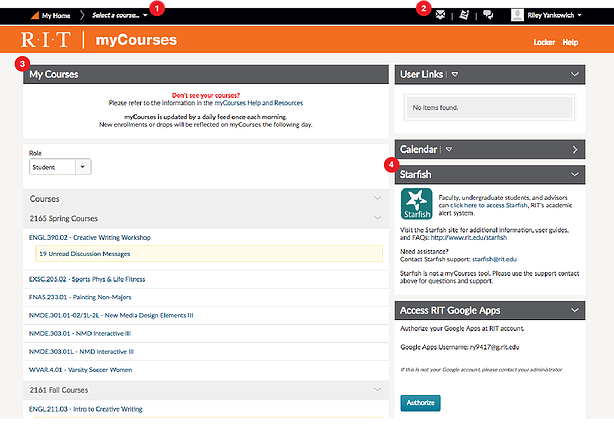 1
2
My Home
Select a course...
Riley Yankowich
R·I·T | myCourses
Locker Help
3
My Courses
Don't see your courses?
Please refer to the information in the myCourses Help and Resources
myCourses is updated by a daily feed once each morning.
New enrollments or drops will be reflected on myCourses the following day.
Role
Student
Courses
2165 Spring Courses
ENGL.390.02 - Creative Writing Workshop
19 Unread Discussion Messages
EXSC.205.02 - Sports Phys & Life Fitness
FNAS.233.01 - Painting Non-Majors
NMDE.301.01-02/1L-2L - New Media Design Elements III
NMDE.303.01 - NMD Interactive III
NMDE.303.01L - NMD Interactive III
WVAR.4.01 - Varsity Soccer Women
2161 Fall Courses
ENGL.211.03 - Intro to Creative Writing
User Links
No items found.
Calendar
4
Starfish
Starfish
Faculty, undergraduate students, and advisors
can click here to access Starfish, RIT's academic
alert system.
Visit the Starfish site for additional information, user guides,
and FAQs: http://www.rit.edu/starfish
Need assistance?
Contact Starfish support: starfish@rit.edu
Starfish is not a myCourses tool. Please use the support contact
above for questions and support.
Access RIT Google Apps
Authorize your Google Apps at RIT account.
Google Apps Username: ry9417@g.rit.edu
If this is not your Google account, please contact your administrator
Authorize